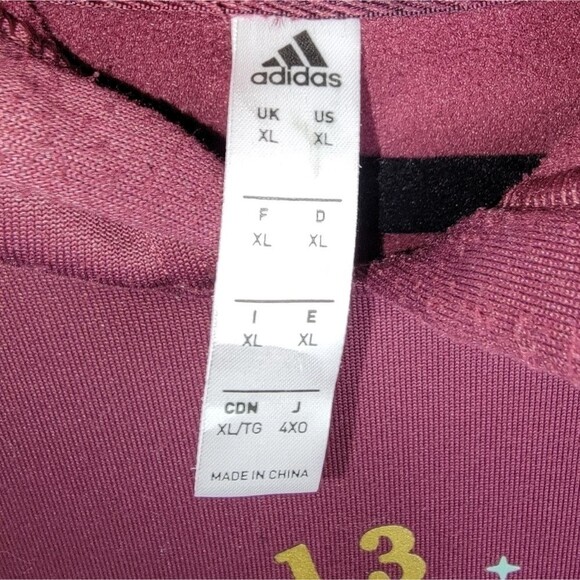 adidas
UK US
XL XL
F D
XL XL
I E
XL XL
CDN J
XL/TG 4XO
MADE IN CHINA
13